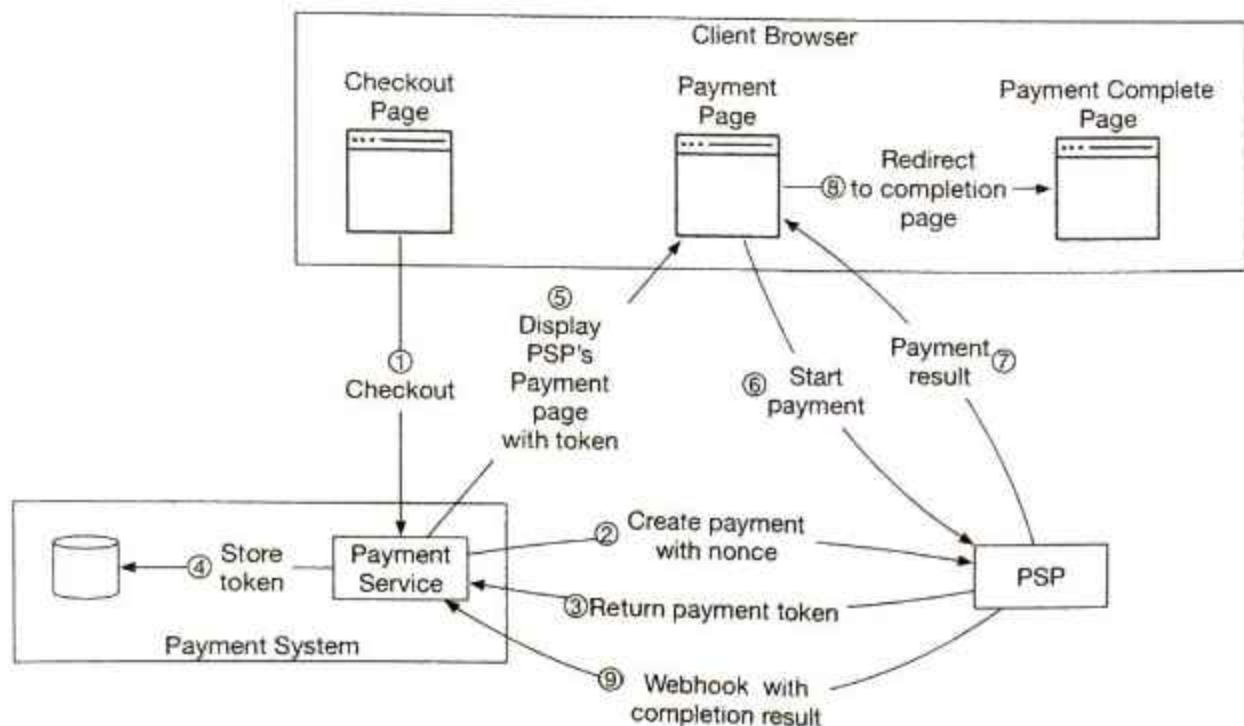 Client Browser
Checkout
Page
Payment
Page
Payment Complete
Page
⑧ Redirect
to completion
page
① Checkout
⑤
Display
PSP's
Payment
page
with token
⑥ Start
payment
Payment ⑦
result
④ Store
token
Payment
Service
② Create payment
with nonce
③ Return payment token
PSP
Payment System
⑨ Webhook with
completion result